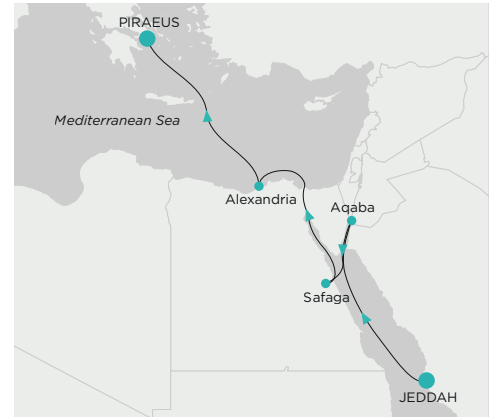 PIRAEUS
Mediterranean Sea
Alexandria
Aqaba
Safaga
JEDDAH